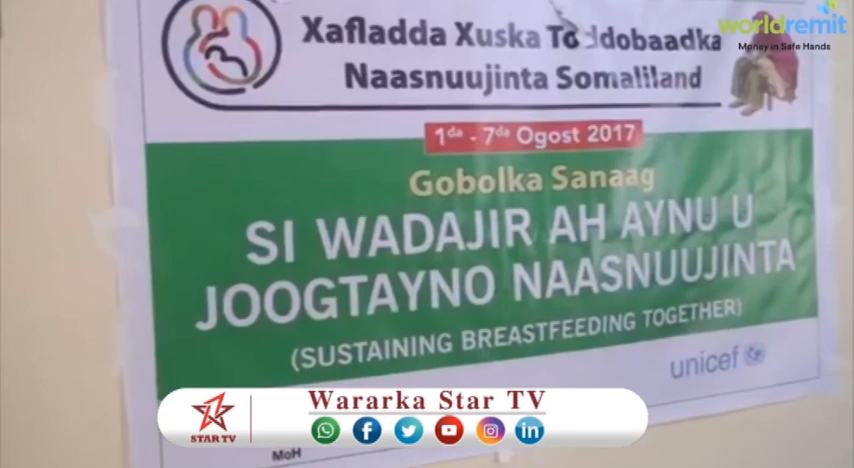 Xafladda Xuska Toddobaadka
Naasnuujinta Somaliland
worldremit
Money in Safe Hands
1da - 7da Ogost 2017
Gobolka Sanaag
SI WADAJIR AH AYNU U
JOOGTAYNO NAASNUUJINTA
(SUSTAINING BREASTFEEDING TOGETHER)
unicef
Wararka Star TV
STAR TV
MoH